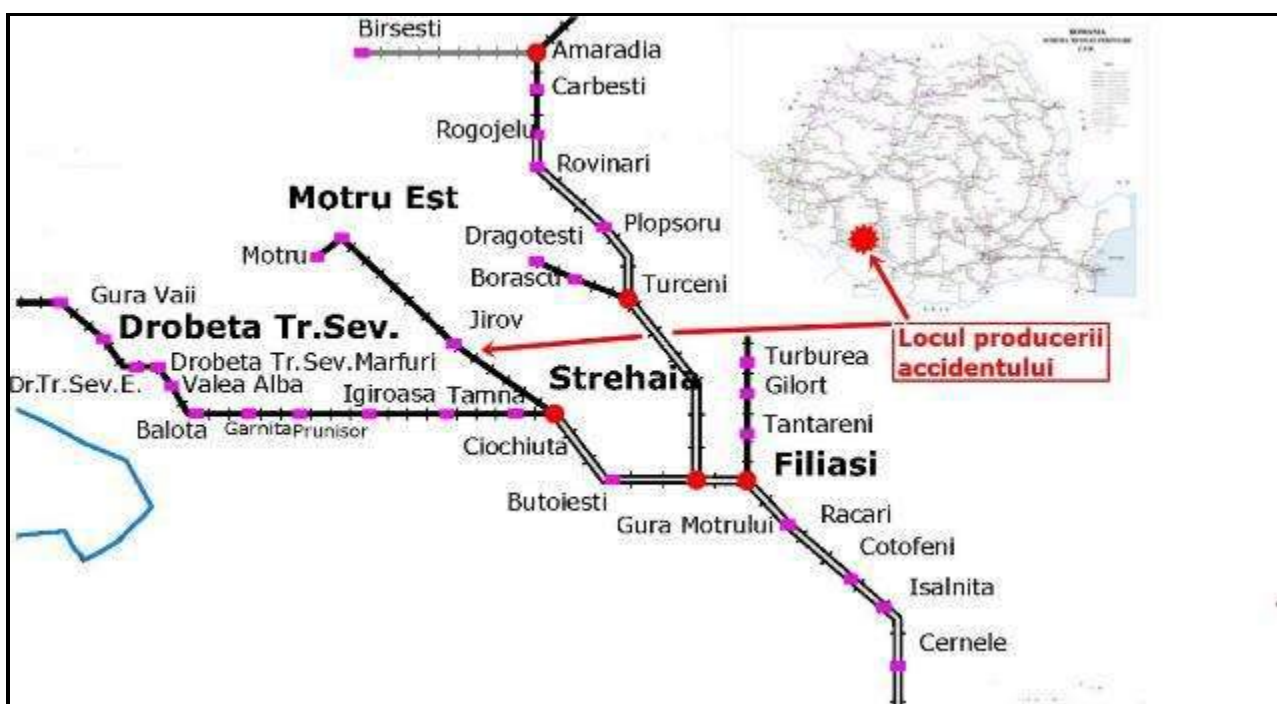 Birsesti
Amaradia
Carbesti
Rogojelu
Rovinari
Motru Est
Plopsoru
Dragotesti
Motru
Borascu
Turceni
Gura Vaii
Jirov
Drobeta Tr.Sev.
Locul producerii
accidentului
Drobeta Tr.Sev.Marfuri
Turburea
Dr.Tr.Sev.E.
Valea Alba
Strehaia
Gilort
Igiroasa
Tamna
Balota
Garnita
Prunisor
Tantareni
Ciochiuta
Filiasi
Butoiesti
Gura Motrului
Racari
Cotofeni
Isalnita
Cernele
ROMANIA